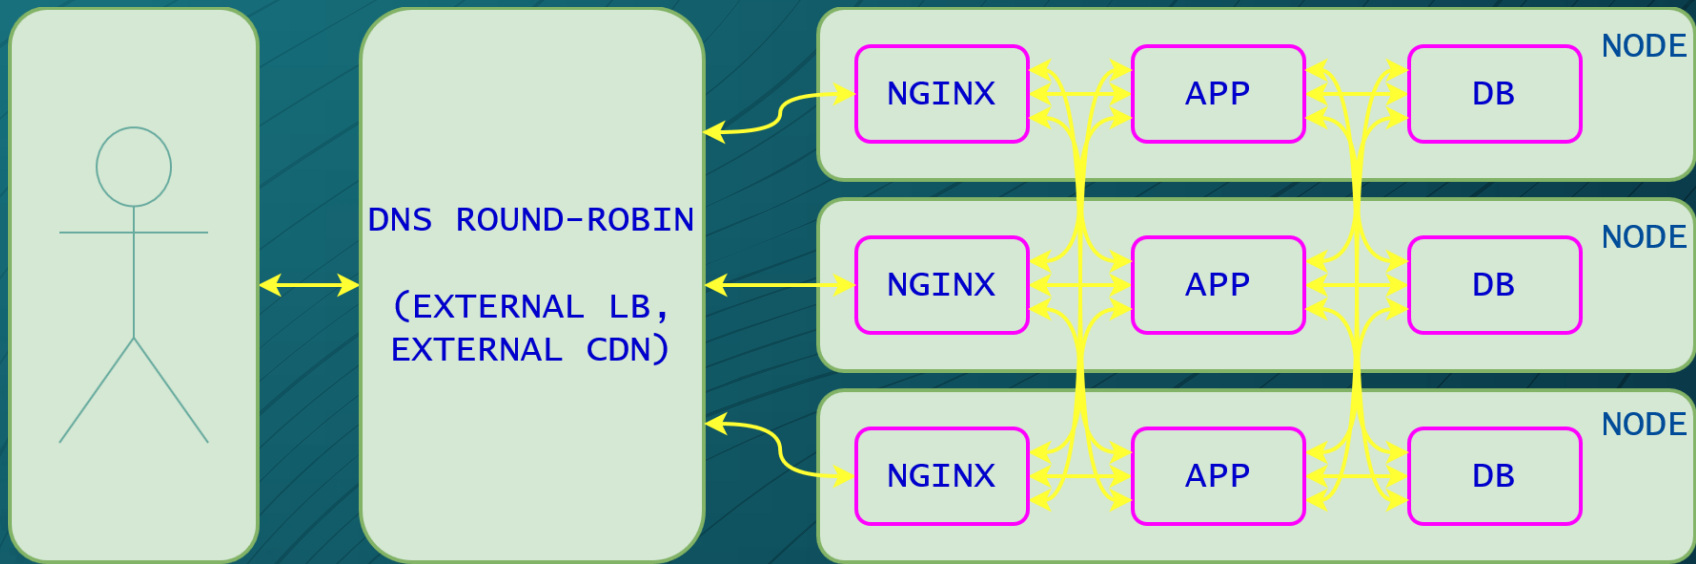 DNS ROUND-ROBIN
(EXTERNAL LB,
EXTERNAL CDN)
NODE
NGINX
APP
DB
NODE
NGINX
APP
DB
NODE
NGINX
APP
DB